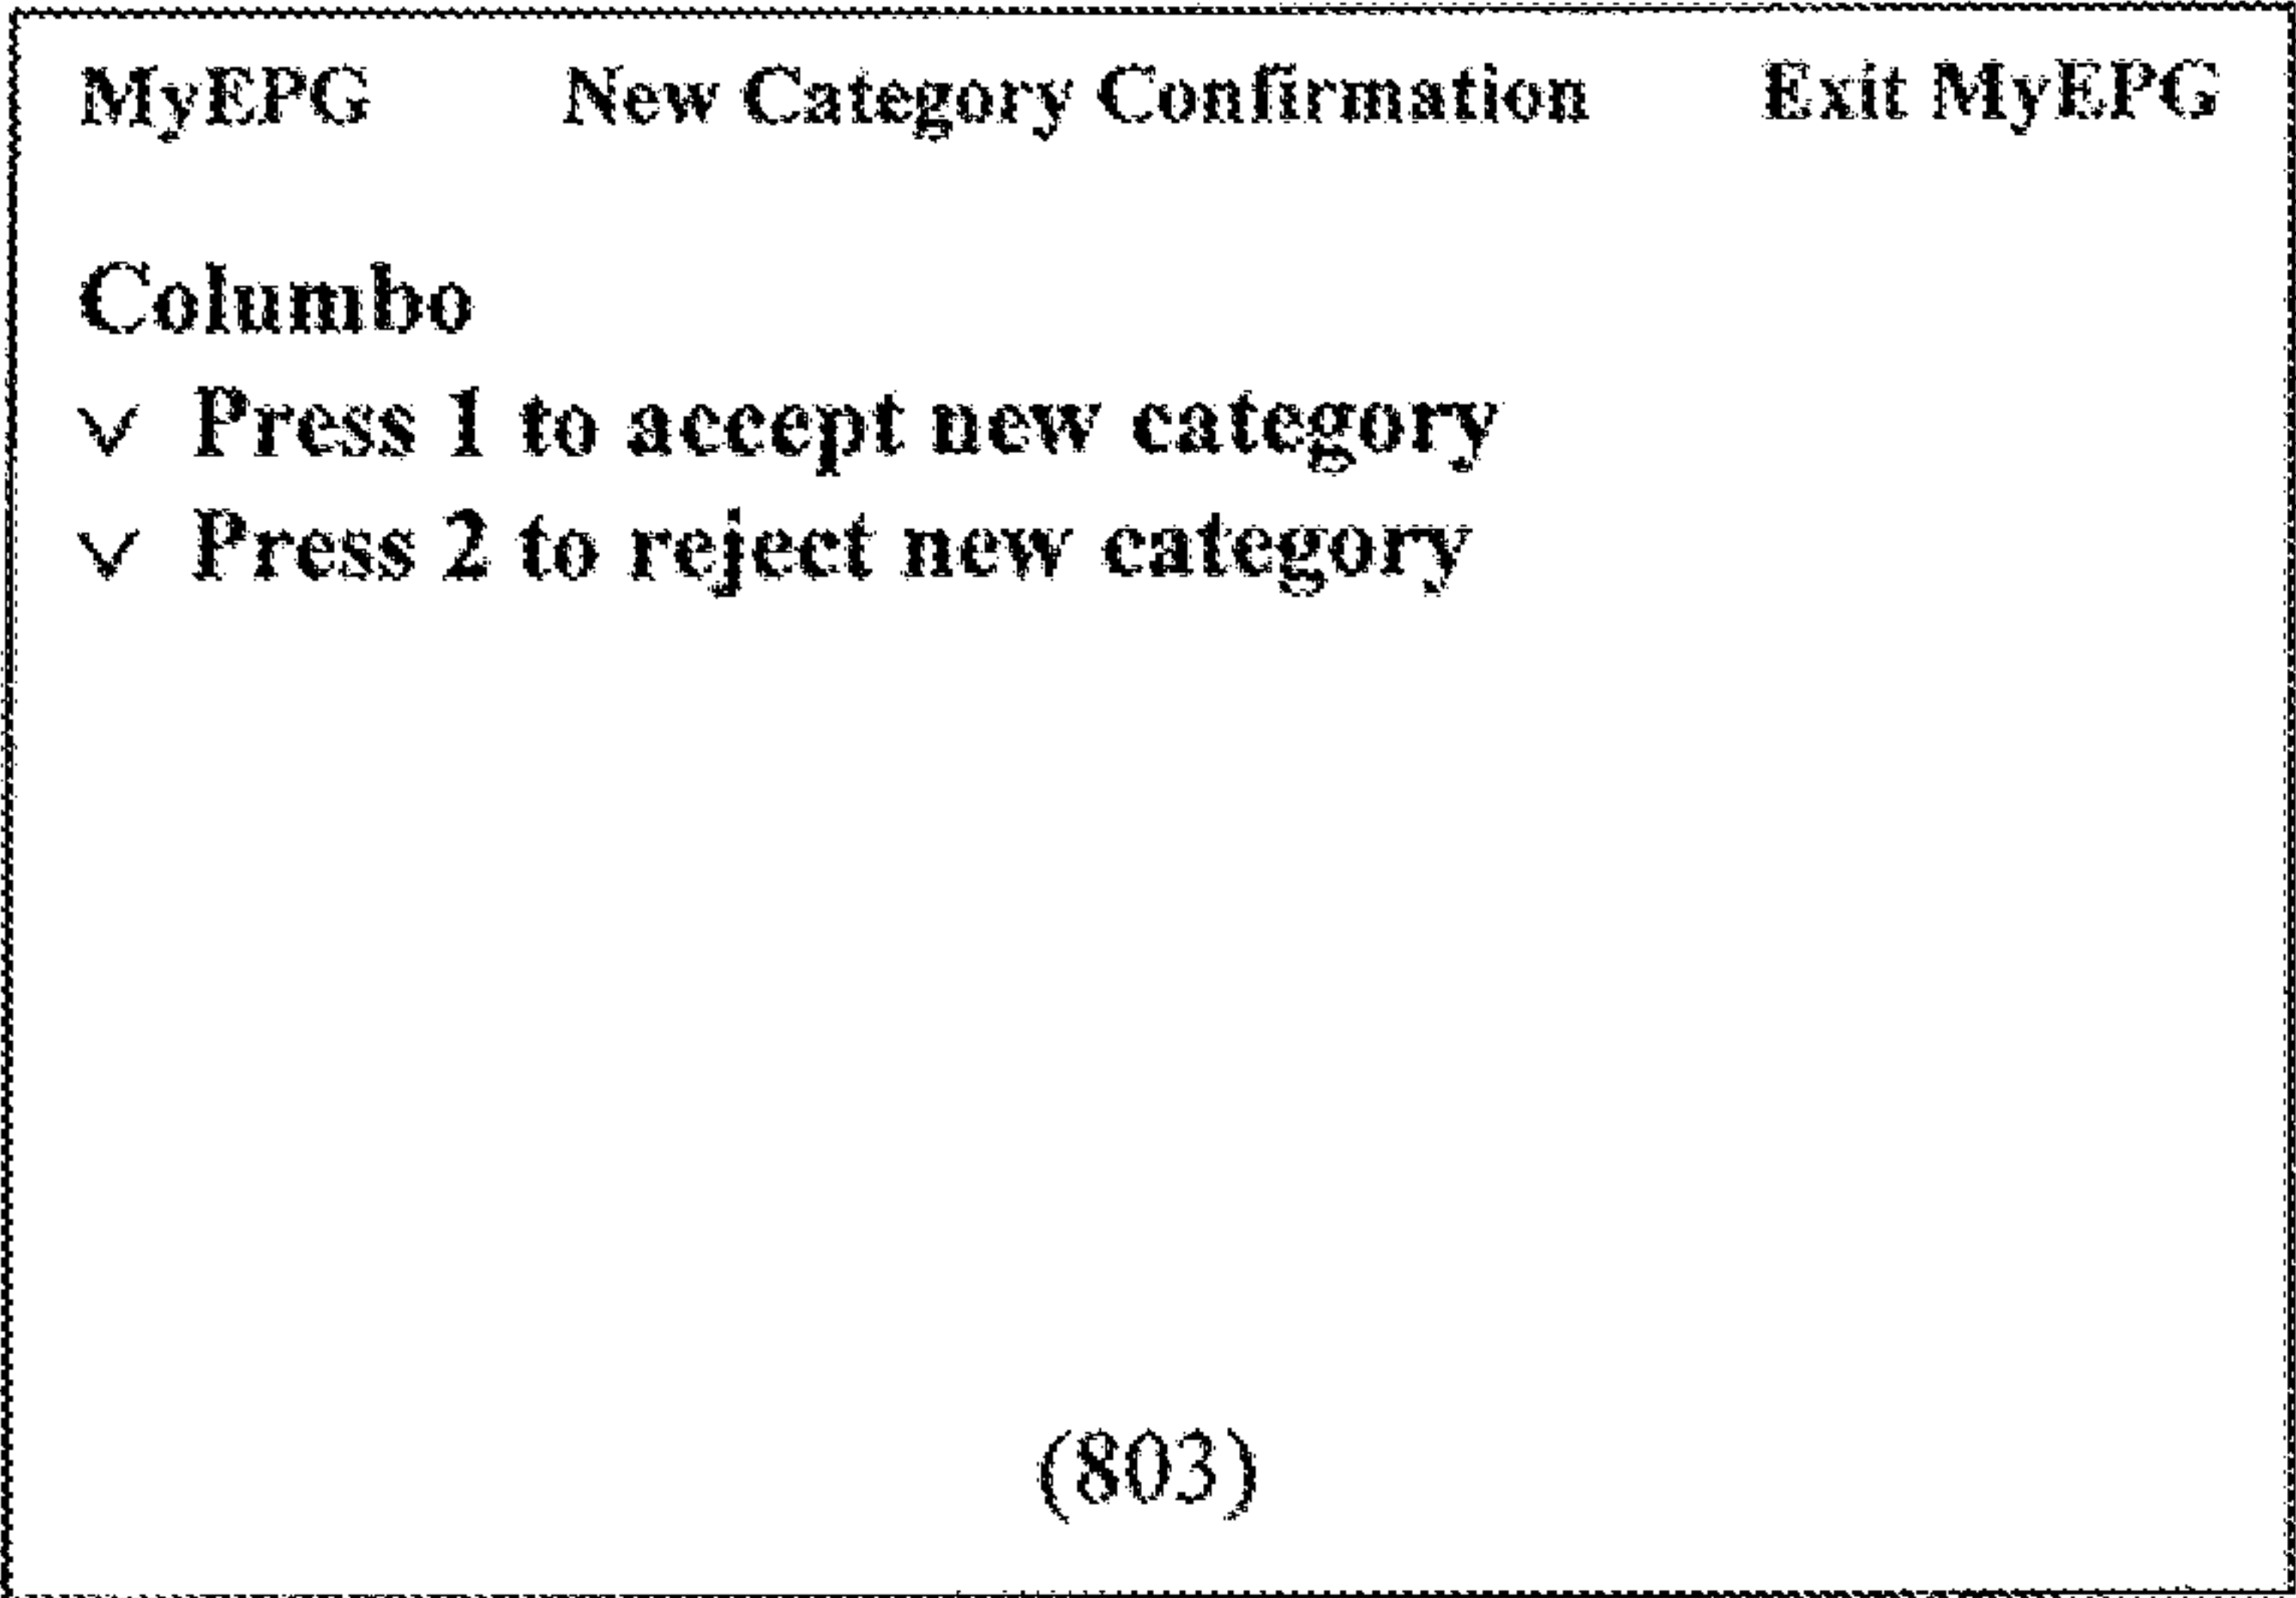 MyEPG New Category Confirmation Exit MyEPG
Columbo
✓ Press 1 to accept new category
✓ Press 2 to reject new category
(803)